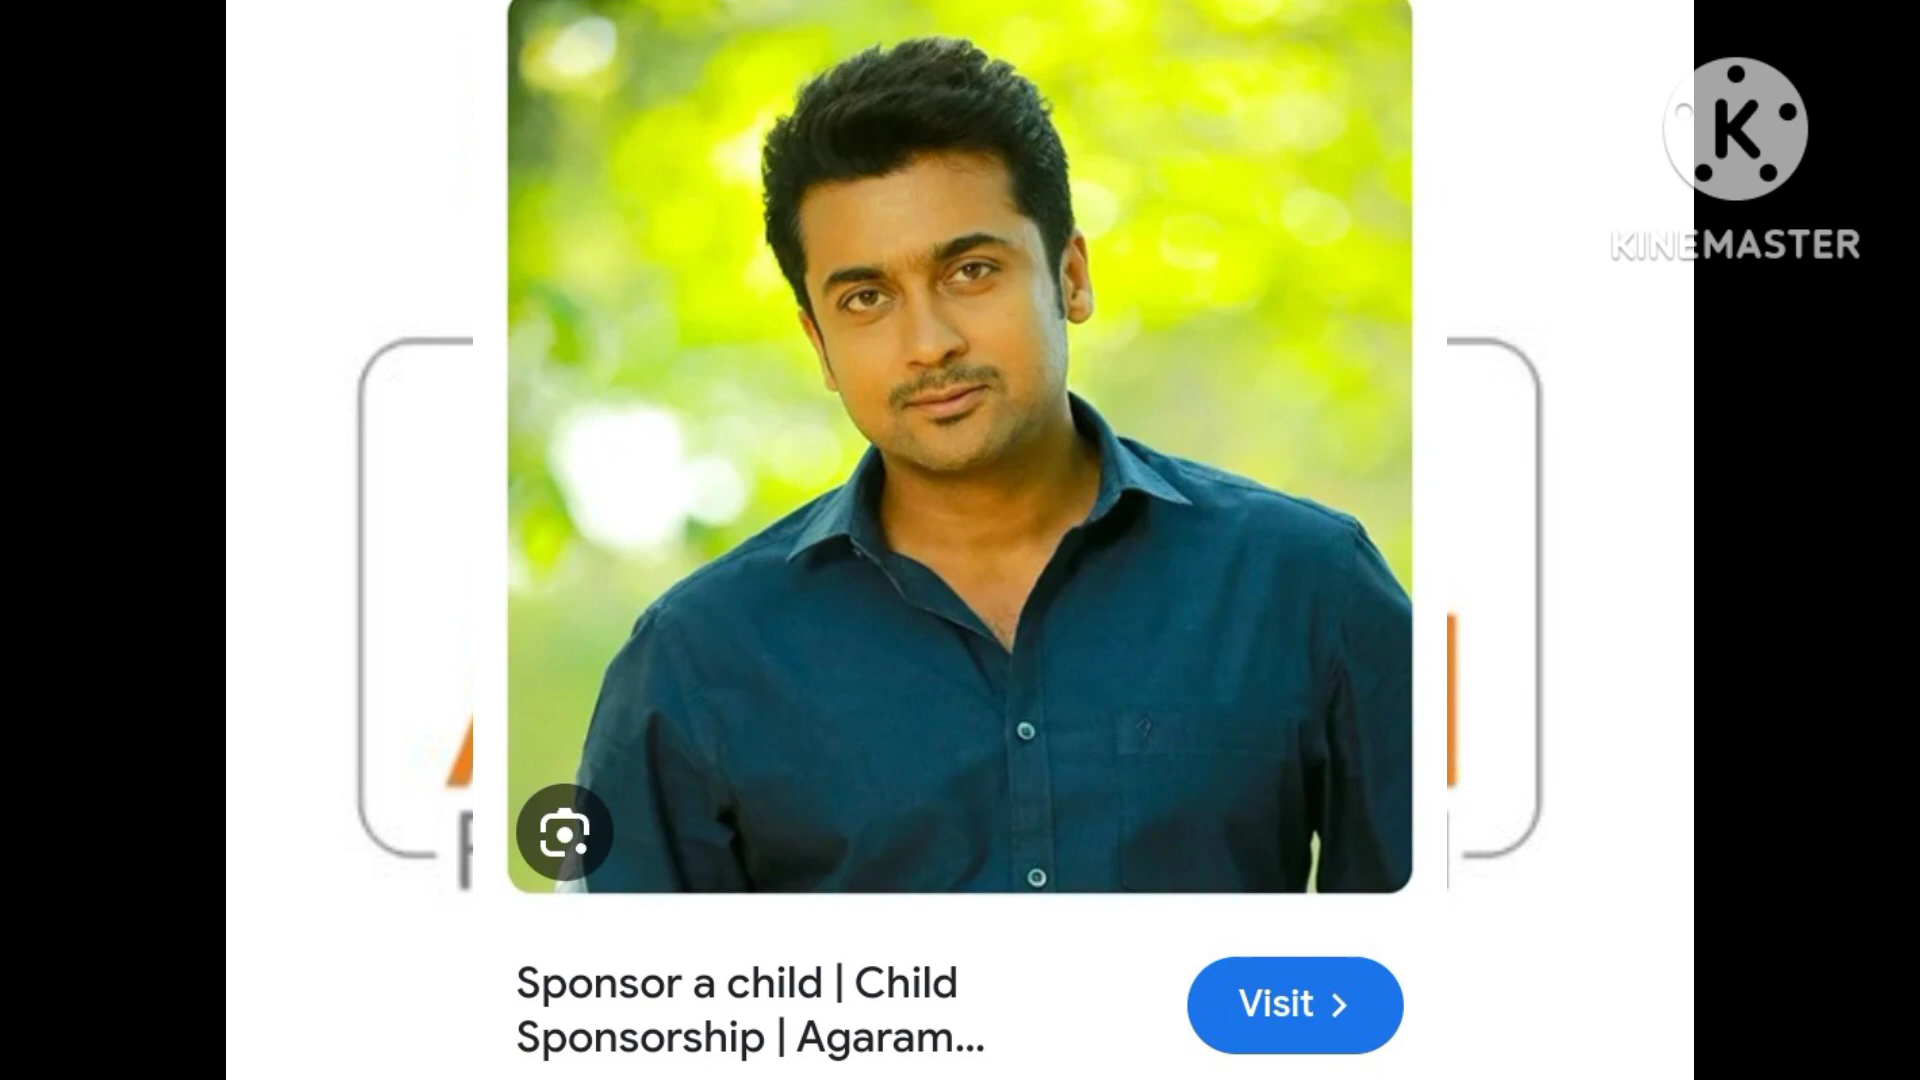 K
KINEMASTER
Sponsor a child | Child
Sponsorship | Agaram...
Visit >